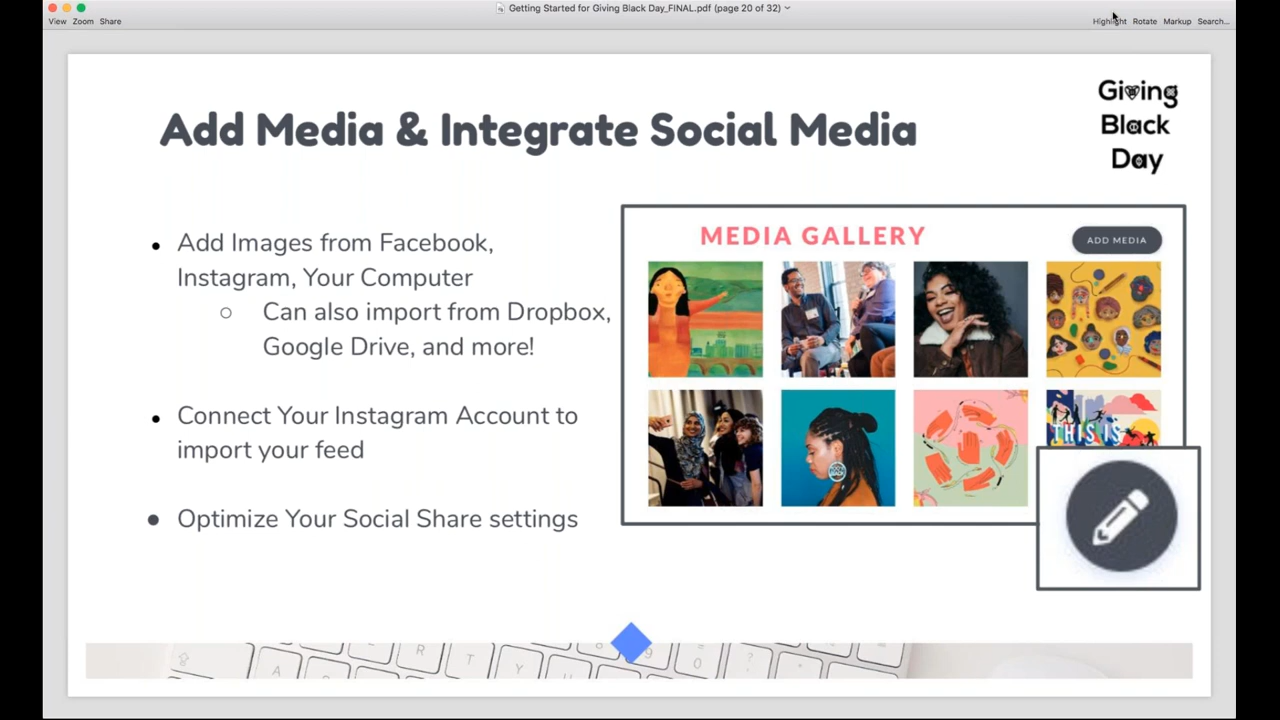 Getting Started for Giving Black Day_FINAL.pdf (page 20 of 32)
View Zoom Share
Highlight Rotate Markup Search...
Giving
Black
Day
Add Media & Integrate Social Media
• Add Images from Facebook,
Instagram, Your Computer
○ Can also import from Dropbox,
Google Drive, and more!
• Connect Your Instagram Account to
import your feed
• Optimize Your Social Share settings
MEDIA GALLERY
ADD MEDIA
THIS IS
A
R
T
Y
9
0
?